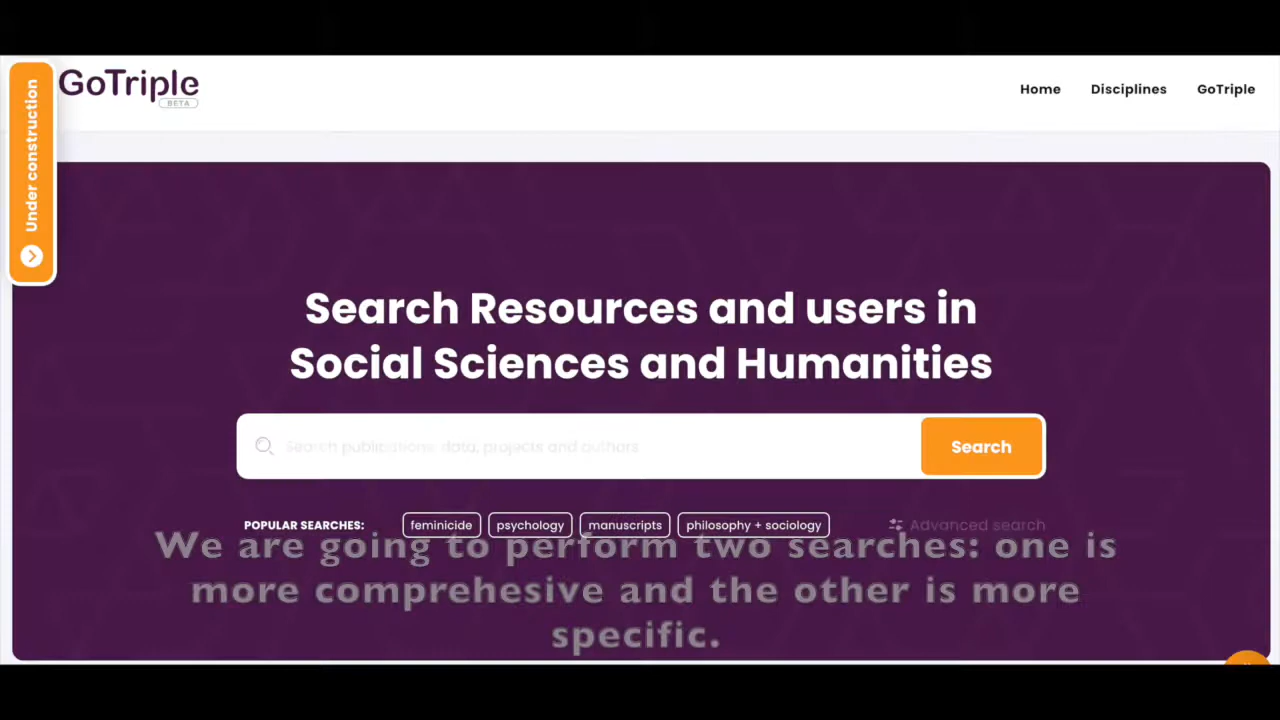 Under construction
GoTriple
BETA
Home Disciplines GoTriple
Search Resources and users in
Social Sciences and Humanities
Search publications, data, projects and authors
Search
POPULAR SEARCHES: feminicide psychology manuscripts philosophy + sociology Advanced search
We are going to perform two searches: one is
more comprehesive and the other is more
specific.